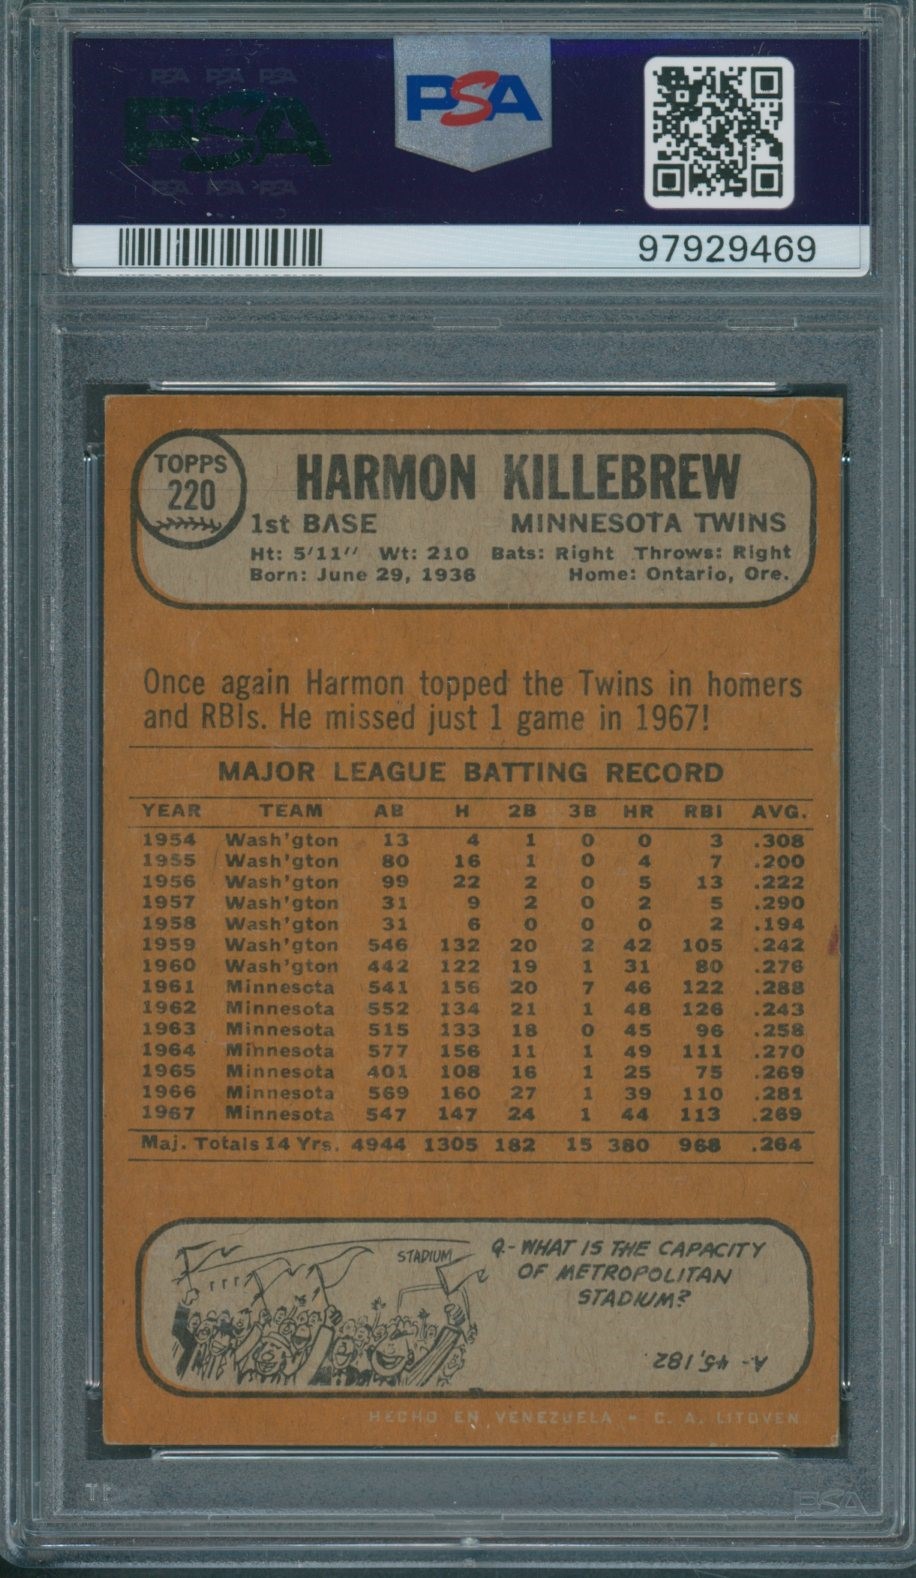 PSA PSA PSA
PSA
PSA PSA PSA
PSA
97929469
TOPPS
220
HARMON KILLEBREW
1st BASE MINNESOTA TWINS
Ht: 5'11" Wt: 210 Bats: Right Throws: Right
Born: June 29, 1936 Home: Ontario, Ore.
Once again Harmon topped the Twins in homers
and RBIs. He missed just 1 game in 1967!
MAJOR LEAGUE BATTING RECORD
YEAR TEAM AB H 2B 3B HR RBI AVG.
1954 Wash'gton 13 4 1 0 0 3 .308
1955 Wash'gton 80 16 1 0 4 7 .200
1956 Wash'gton 99 22 2 0 5 13 .222
1957 Wash'gton 31 9 2 0 2 5 .290
1958 Wash'gton 31 6 0 0 0 2 .194
1959 Wash'gton 546 132 20 2 42 105 .242
1960 Wash'gton 442 122 19 1 31 80 .276
1961 Minnesota 541 156 20 7 46 122 .288
1962 Minnesota 552 134 21 1 48 126 .243
1963 Minnesota 515 133 18 0 45 96 .258
1964 Minnesota 577 156 11 1 49 111 .270
1965 Minnesota 401 108 16 1 25 75 .269
1966 Minnesota 569 160 27 1 39 110 .281
1967 Minnesota 547 147 24 1 44 113 .269
Maj. Totals 14 Yrs. 4944 1305 182 15 380 968 .264
STADIUM
Q-WHAT IS THE CAPACITY
OF METROPOLITAN
STADIUM?
A- 45,182
HECHO EN VENEZUELA - C. A. LITOVEN
PSA